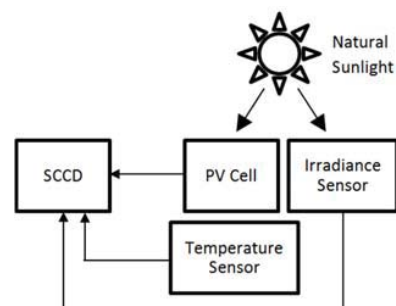 Natural
Sunlight
SCCD
PV Cell
Irradiance
Sensor
Temperature
Sensor